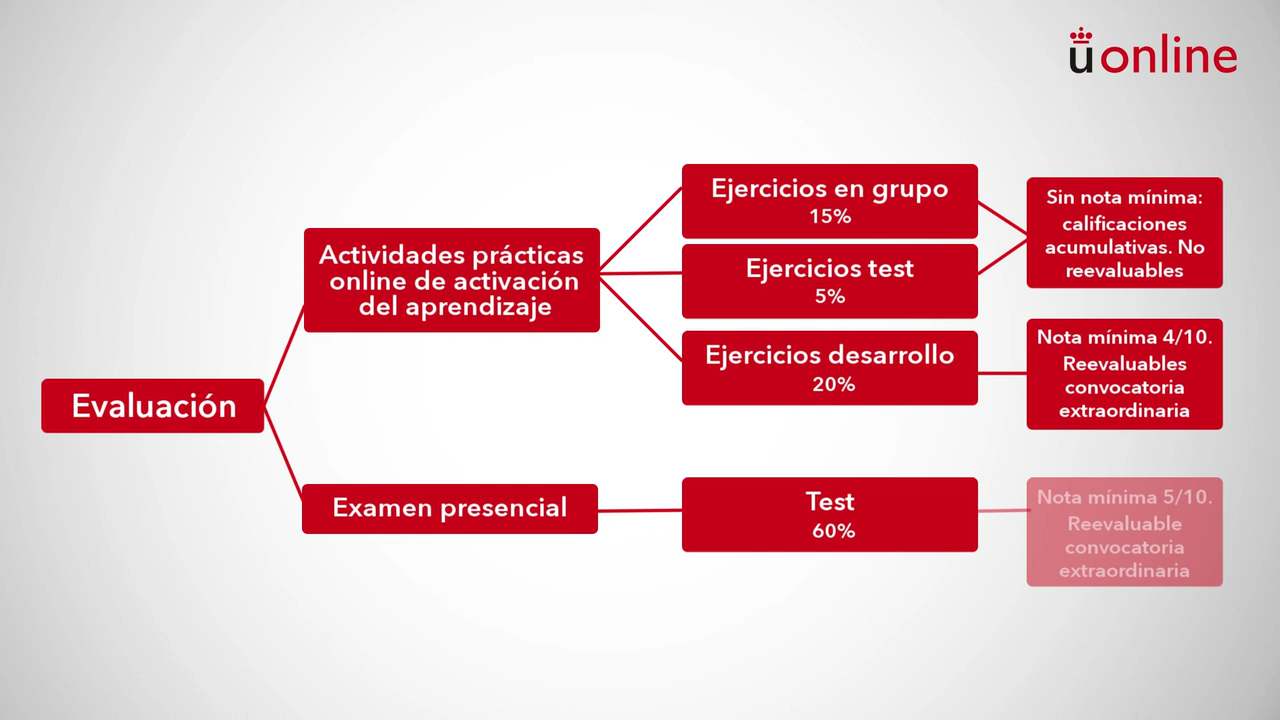 uonline
Evaluación
Actividades prácticas
online de activación
del aprendizaje
Examen presencial
Ejercicios en grupo
15%
Ejercicios test
5%
Ejercicios desarrollo
20%
Test
60%
Sin nota mínima:
calificaciones
acumulativas. No
reevaluables
Nota mínima 4/10.
Reevaluables
convocatoria
extraordinaria
Nota mínima 5/10.
Reevaluable
convocatoria
extraordinaria